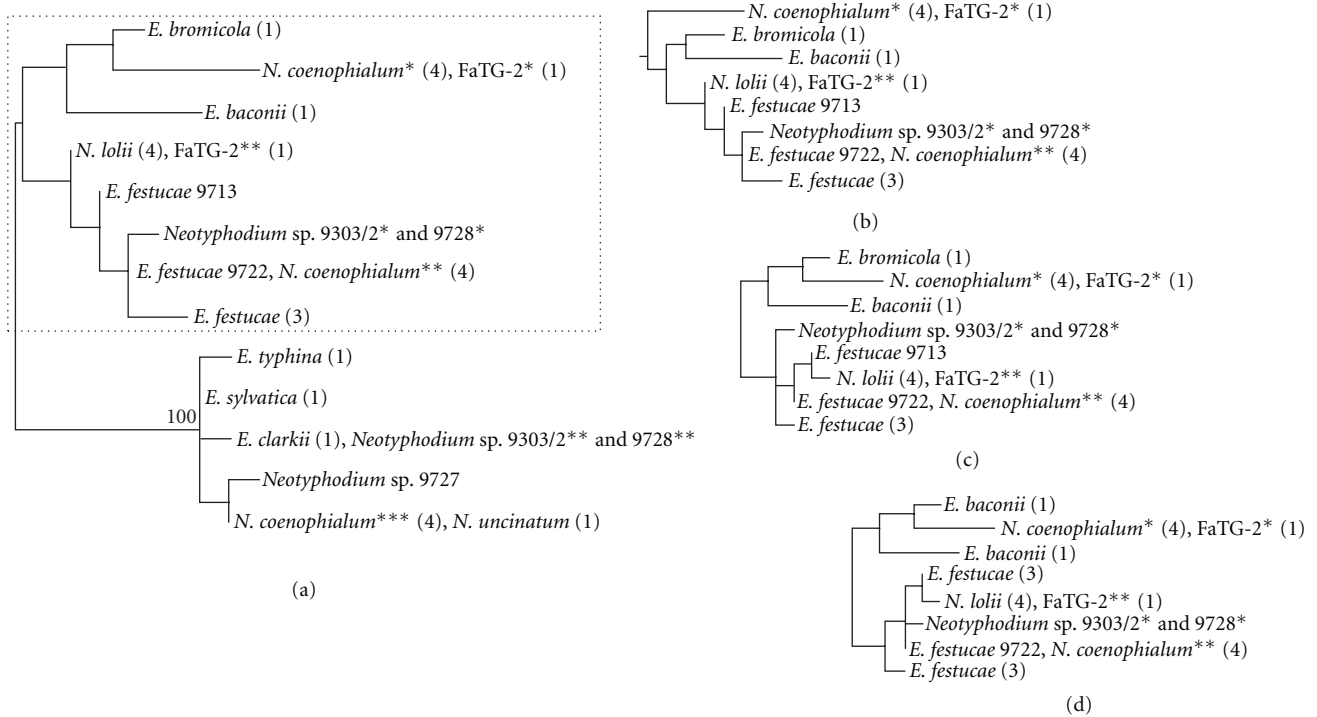 E. bromicola (1)
N. coenophialum* (4), FaTG-2* (1)
E. baconii (1)
N. lolii (4), FaTG-2** (1)
E. festucae 9713
Neotyphodium sp. 9303/2* and 9728*
E. festucae 9722, N. coenophialum** (4)
E. festucae (3)
E. typhina (1)
E. sylvatica (1)
100
E. clarkii (1), Neotyphodium sp. 9303/2** and 9728**
Neotyphodium sp. 9727
N. coenophialum*** (4), N. uncinatum (1)
(a)
N. coenophialum* (4), FaTG-2* (1)
E. bromicola (1)
E. baconii (1)
N. lolii (4), FaTG-2** (1)
E. festucae 9713
Neotyphodium sp. 9303/2* and 9728*
E. festucae 9722, N. coenophialum** (4)
E. festucae (3)
(b)
E. bromicola (1)
N. coenophialum* (4), FaTG-2* (1)
E. baconii (1)
Neotyphodium sp. 9303/2* and 9728*
E. festucae 9713
N. lolii (4), FaTG-2** (1)
E. festucae 9722, N. coenophialum** (4)
E. festucae (3)
(c)
E. baconii (1)
N. coenophialum* (4), FaTG-2* (1)
E. baconii (1)
E. festucae (3)
N. lolii (4), FaTG-2** (1)
Neotyphodium sp. 9303/2* and 9728*
E. festucae 9722, N. coenophialum** (4)
E. festucae (3)
(d)